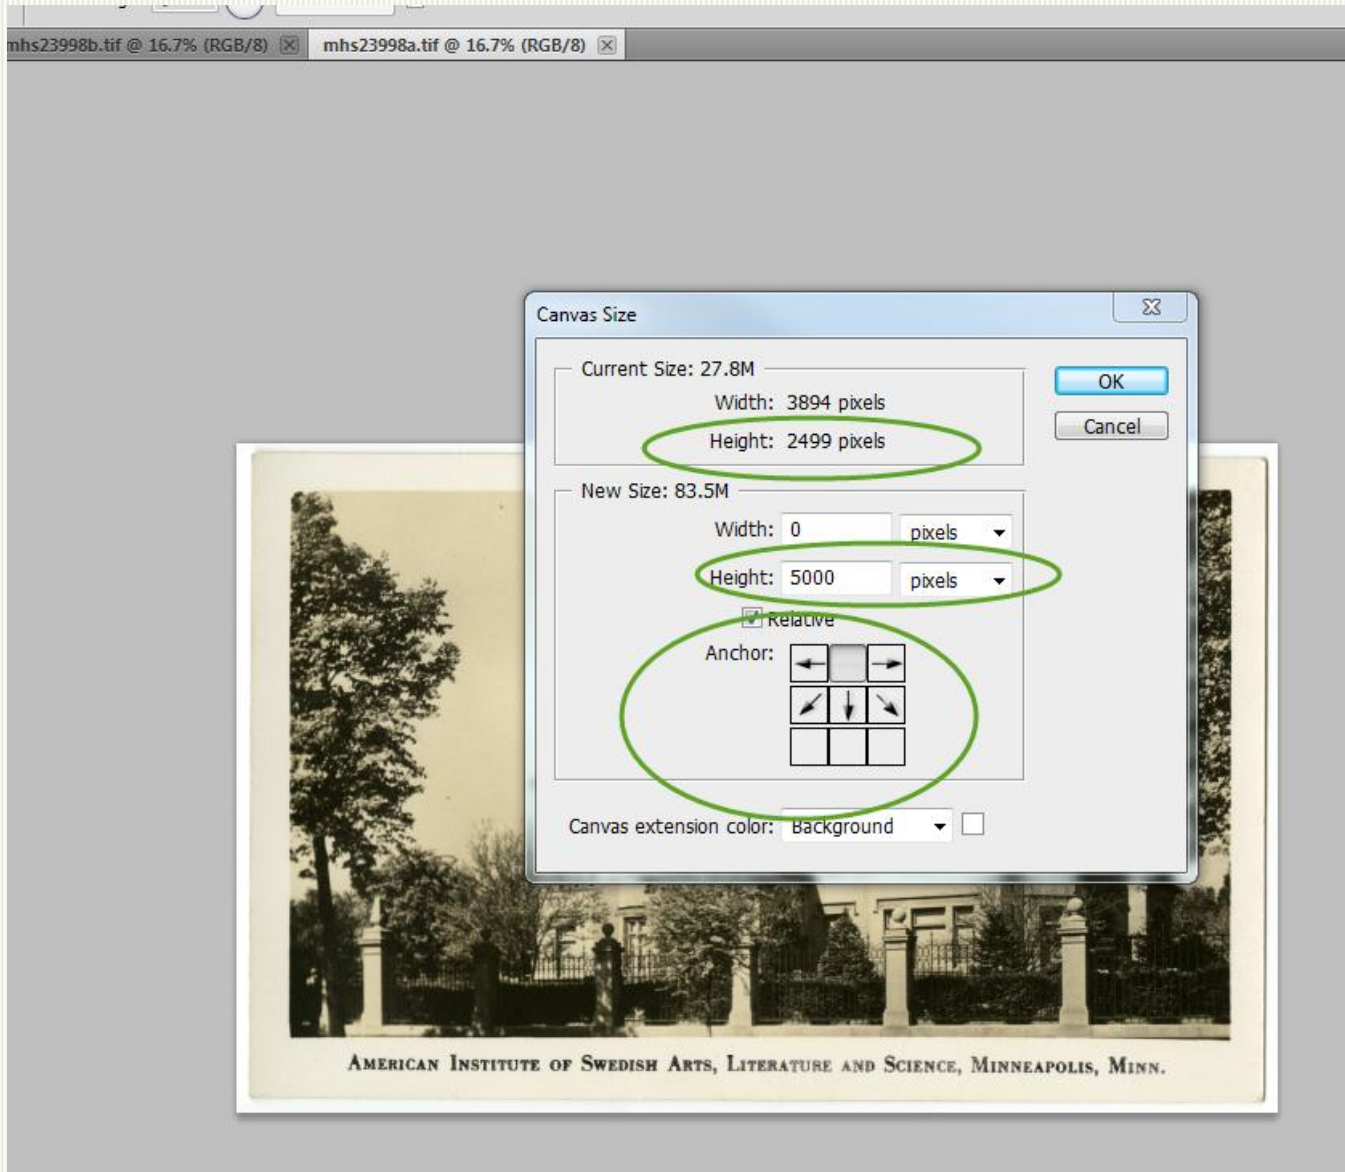 mhs23998b.tif @ 16.7% (RGB/8)
mhs23998a.tif @ 16.7% (RGB/8)
Canvas Size
Current Size: 27.8M
Width: 3894 pixels
Height: 2499 pixels
OK
Cancel
New Size: 83.5M
Width: 0 pixels
Height: 5000 pixels
Relative
Anchor:
Canvas extension color: Background
AMERICAN INSTITUTE OF SWEDISH ARTS, LITERATURE AND SCIENCE, MINNEAPOLIS, MINN.